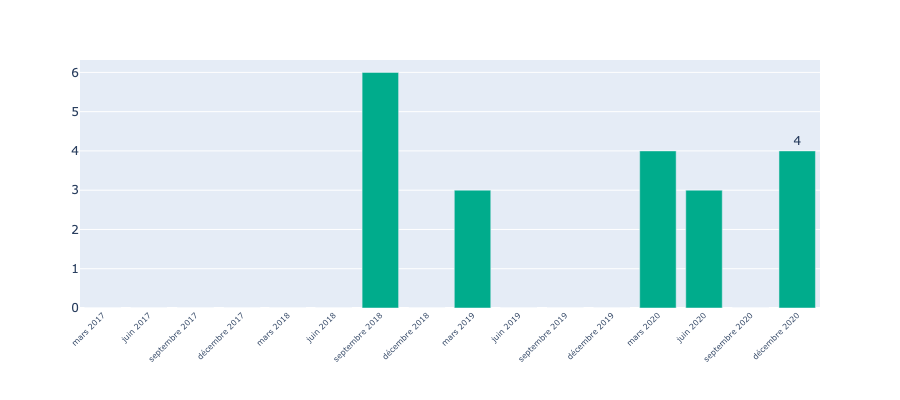 6
5
4
3
2
1
0
4
mars 2017
juin 2017
septembre 2017
décembre 2017
mars 2018
juin 2018
septembre 2018
décembre 2018
mars 2019
juin 2019
septembre 2019
décembre 2019
mars 2020
juin 2020
septembre 2020
décembre 2020